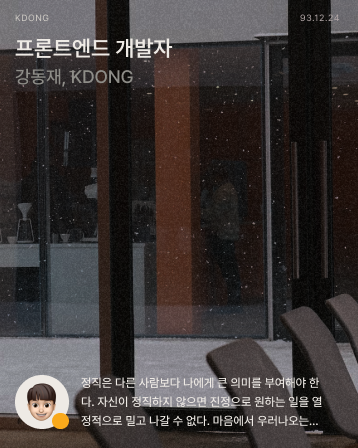 KDONG
93.12.24
프론트엔드 개발자
강동재, KDONG
정직은 다른 사람보다 나에게 큰 의미를 부여해야 한
다. 자신이 정직하지 않으면 진정으로 원하는 일을 열
정적으로 밀고 나갈 수 없다. 마음에서 우러나오는...